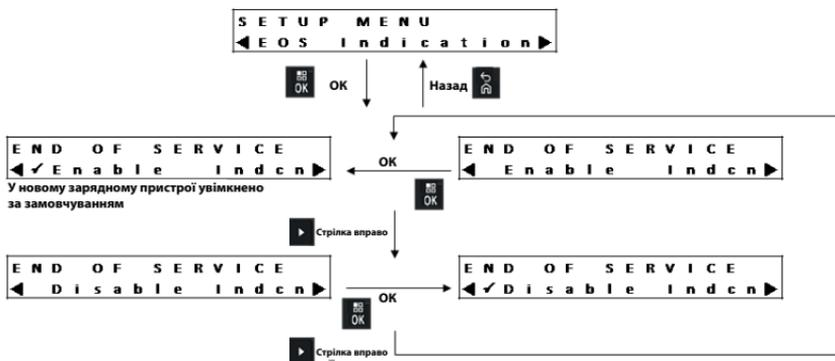 SETUP MENU
◀EOS Indication▶
OK
OK
Назад
END OF SERVICE
◀✓Enable Indcn▶
У новому зарядному пристрої увімкнено
за замовчуванням
OK
OK
END OF SERVICE
◀ Enable Indcn▶
Стрілка вправо
END OF SERVICE
◀ Disable Indcn▶
OK
OK
END OF SERVICE
◀✓Disable Indcn▶
Стрілка вправо